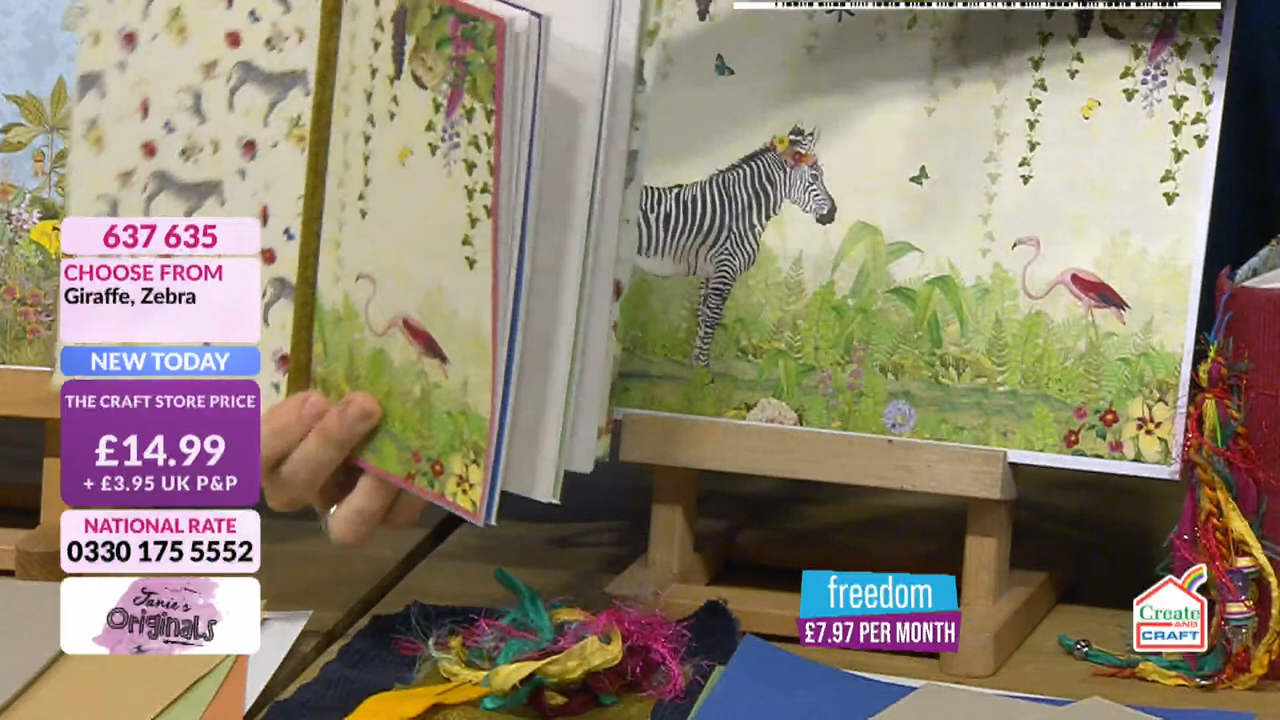 637 635
CHOOSE FROM
Giraffe, Zebra
NEW TODAY
THE CRAFT STORE PRICE
£14.99
+ £3.95 UK P&P
NATIONAL RATE
0330 175 5552
Janie's
Originals
freedom
£7.97 PER MONTH
Create
AND
CRAFT